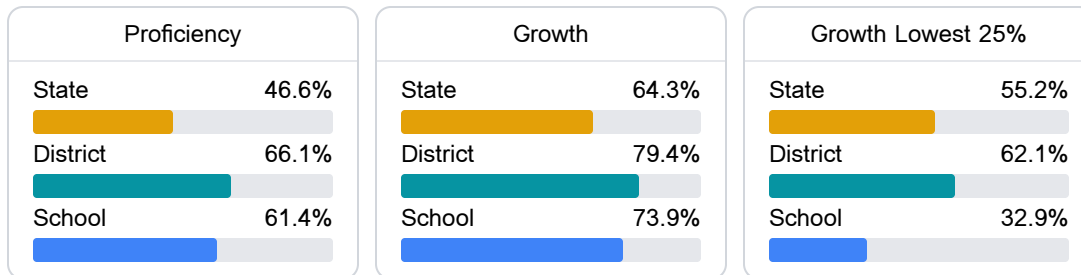 Proficiency
State 46.6%
District 66.1%
School 61.4%
Growth
State 64.3%
District 79.4%
School 73.9%
Growth Lowest 25%
State 55.2%
District 62.1%
School 32.9%